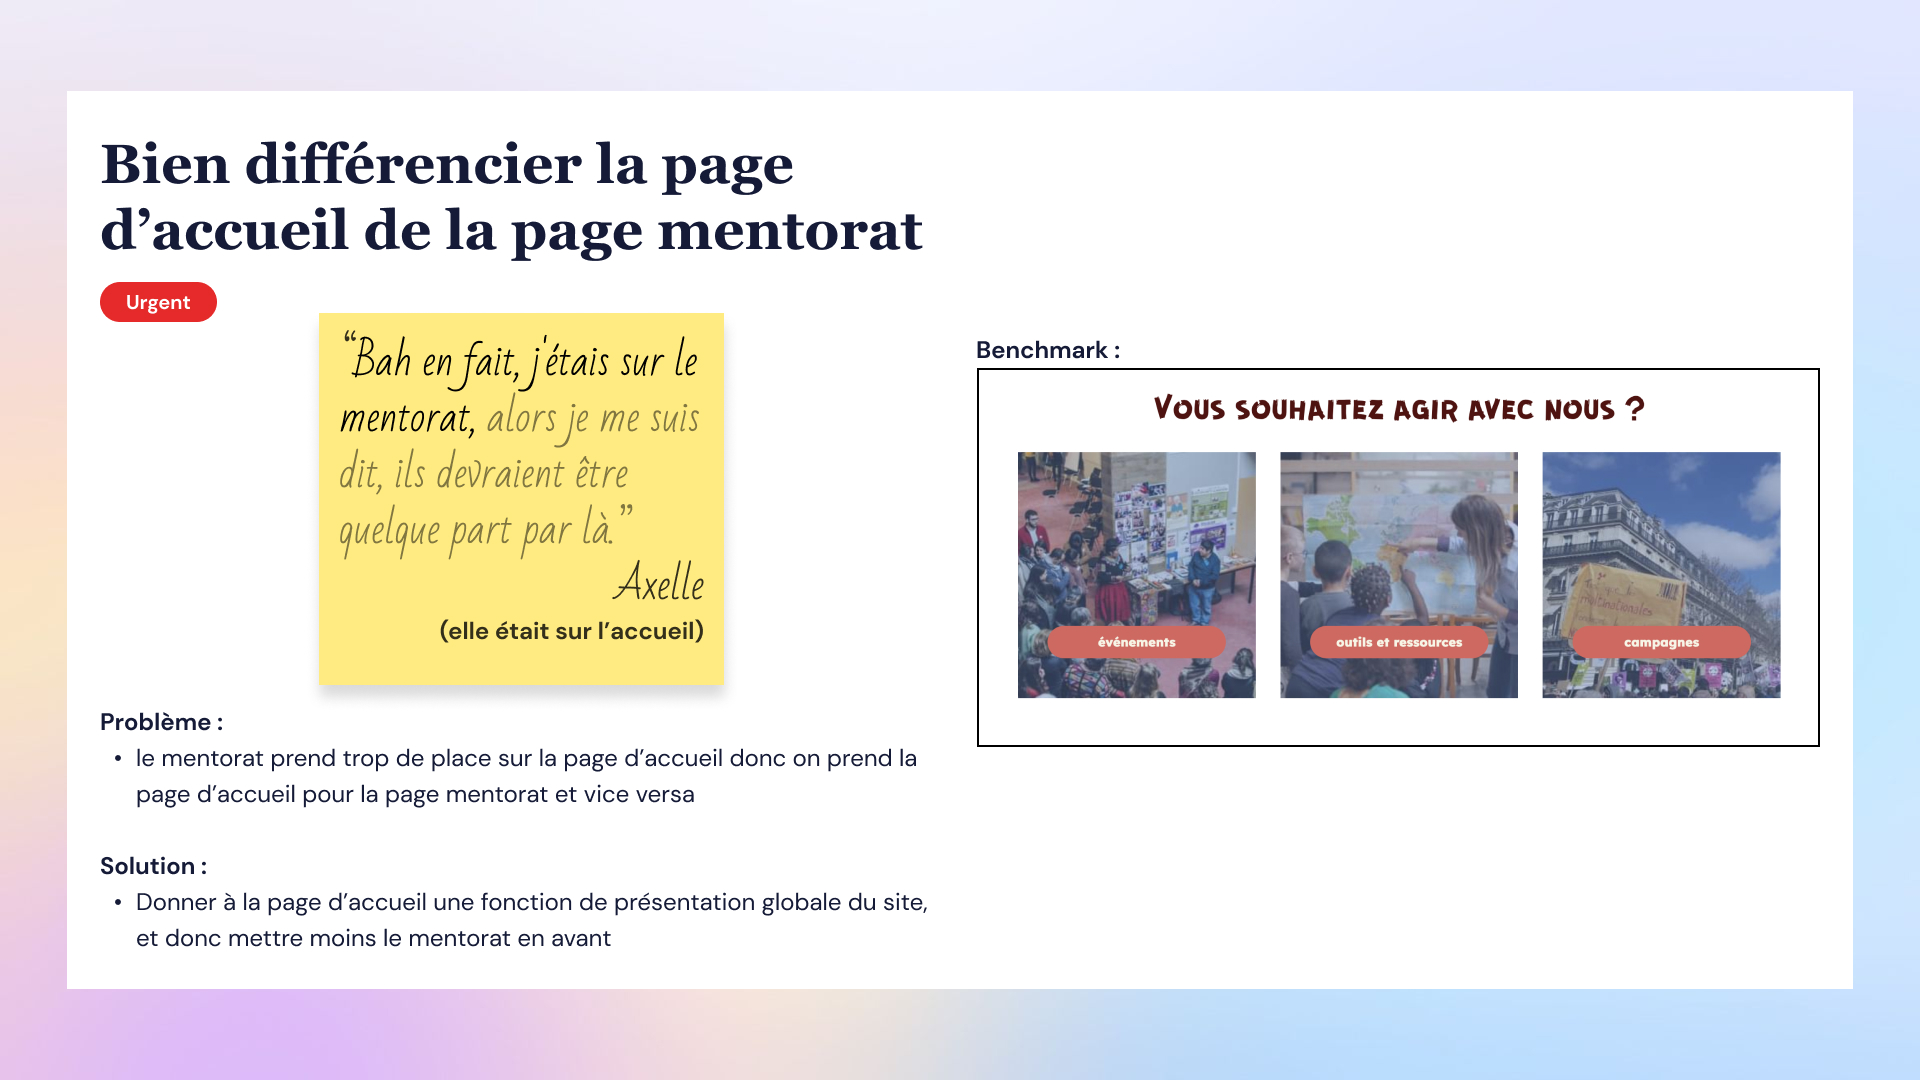 Bien différencier la page
d’accueil de la page mentorat
Urgent
“Bah en fait, j'étais sur le
mentorat, alors je me suis
dit, ils devraient être
quelque part par là.”
Axelle
(elle était sur l’accueil)
Problème :
• le mentorat prend trop de place sur la page d’accueil donc on prend la
page d’accueil pour la page mentorat et vice versa
Solution :
• Donner à la page d’accueil une fonction de présentation globale du site,
et donc mettre moins le mentorat en avant
Benchmark :
Vous souhaitez agir avec nous ?
événements
outils et ressources
campagnes